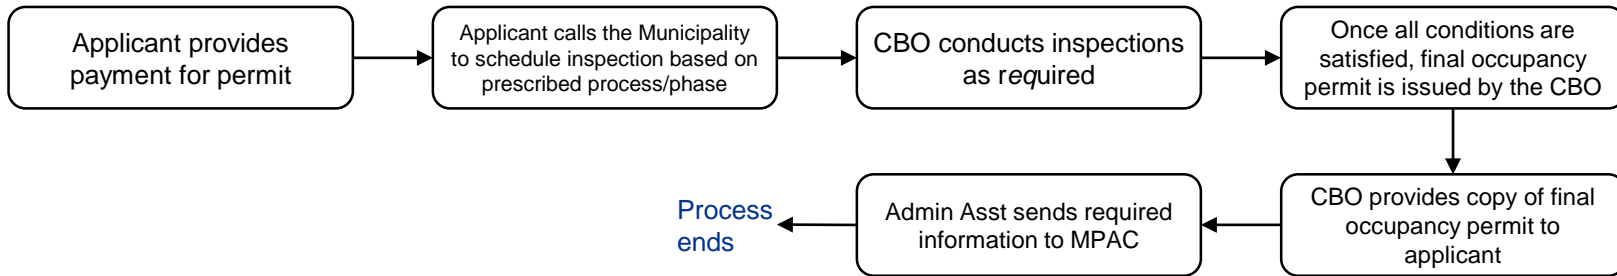 Applicant provides
payment for permit
Applicant calls the Municipality
to schedule inspection based on
prescribed process/phase
CBO conducts inspections
as required
Once all conditions are
satisfied, final occupancy
permit is issued by the CBO
CBO provides copy of final
occupancy permit to
applicant
Admin Asst sends required
information to MPAC
Process
ends